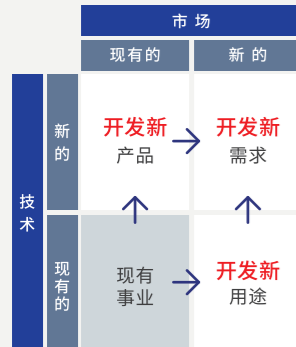 市 场
现有的
新 的
新的
开发新
产品
开发新
需求
技术
现有的
现有
事业
开发新
用途